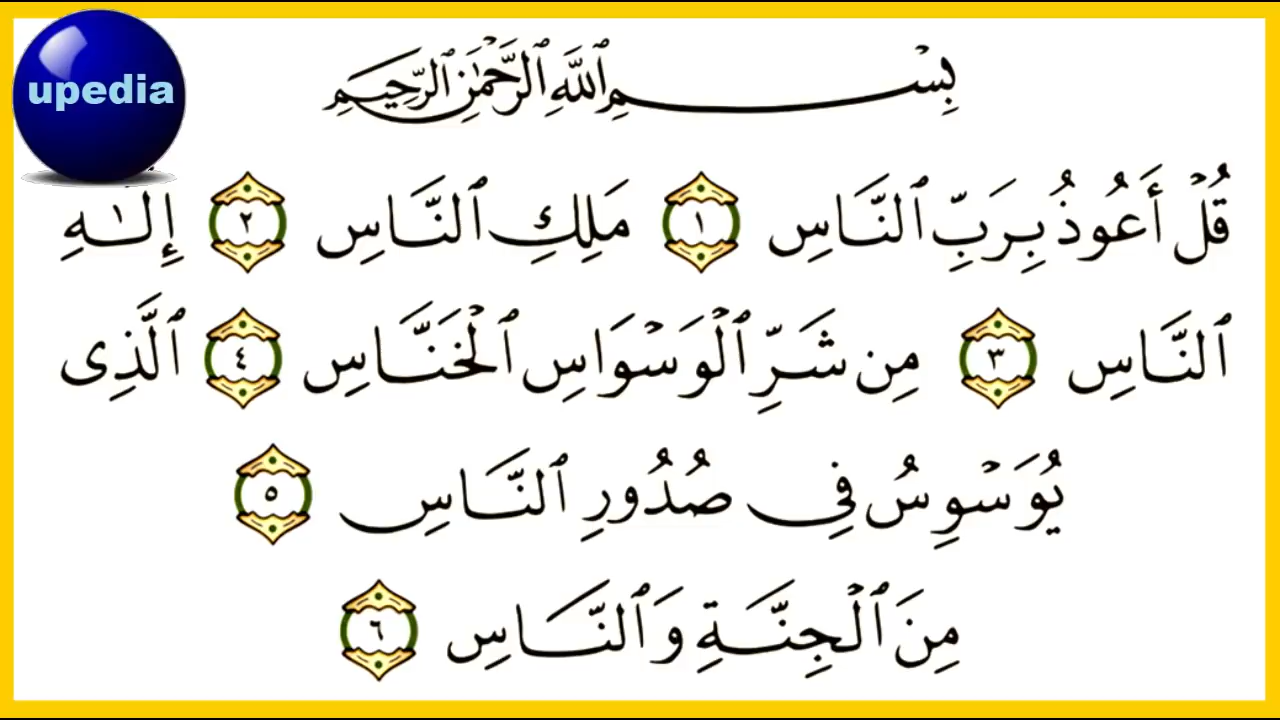 upedia
بِسْمِ ٱللَّهِ ٱلرَّحْمَٰنِ ٱلرَّحِيمِ
قُلْ أَعُوذُ بِرَبِّ ٱلنَّاسِ ١ مَلِكِ ٱلنَّاسِ ٢ إِلَٰهِ
ٱلنَّاسِ ٣ مِن شَرِّ ٱلْوَسْوَاسِ ٱلْخَنَّاسِ ٤ ٱلَّذِى
يُوَسْوِسُ فِى صُدُورِ ٱلنَّاسِ ٥
مِنَ ٱلْجِنَّةِ وَٱلنَّاسِ ٦